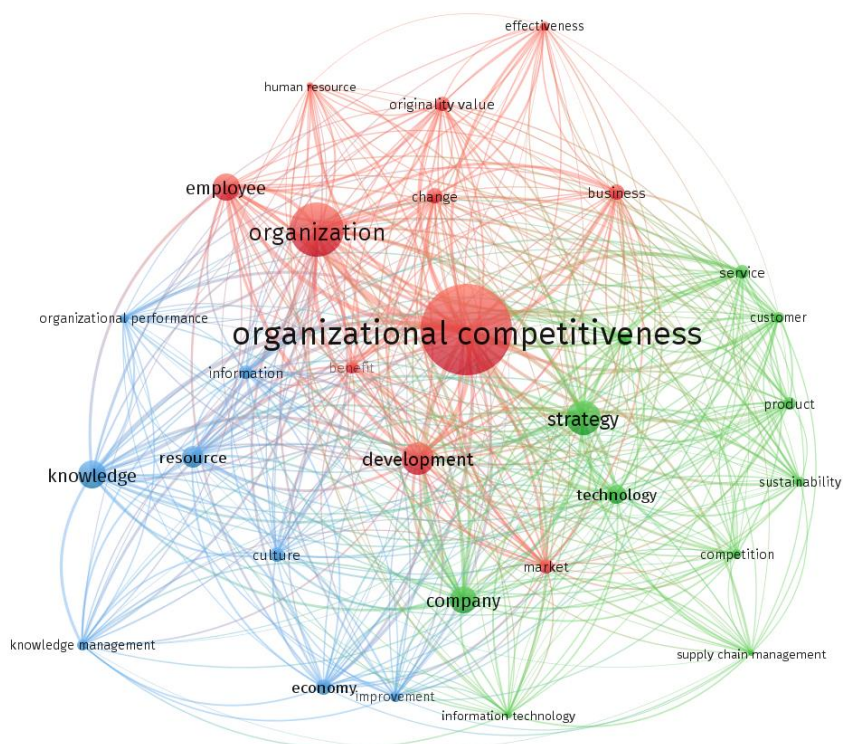 effectiveness
human resource
originality value
employee
change
business
organization
service
organizational performance
customer
organizational competitiveness
information
benefit
product
strategy
resource
development
knowledge
sustainability
technology
culture
competition
market
company
knowledge management
supply chain management
economy
improvement
information technology